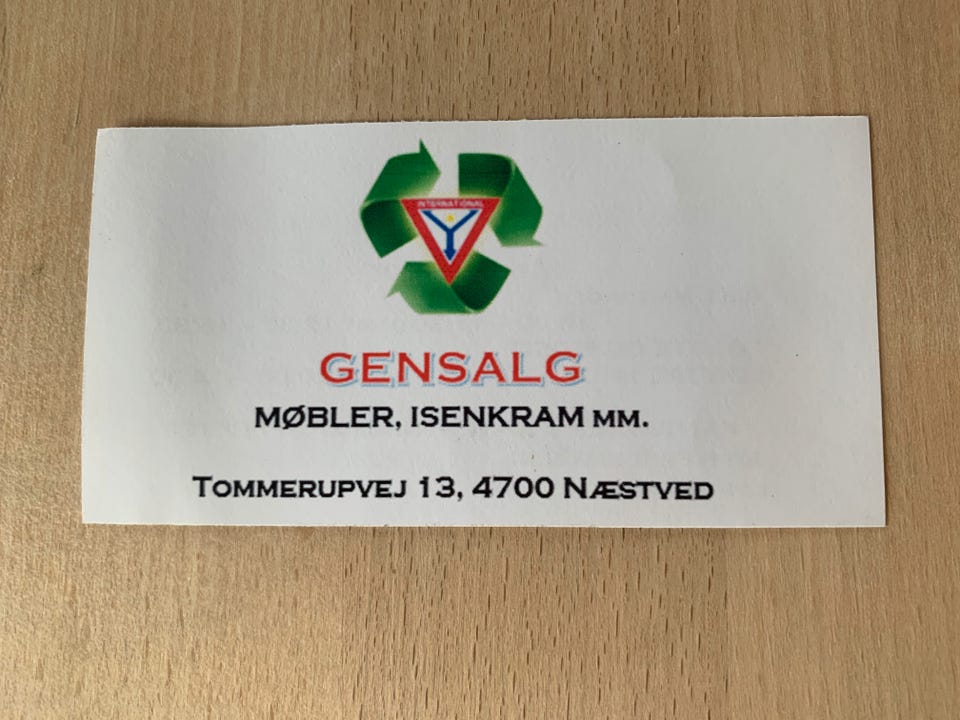 INTERNATIONAL
GENSALG
MØBLER, ISENKRAM MM.
TOMMERUPVEJ 13, 4700 NÆSTVED